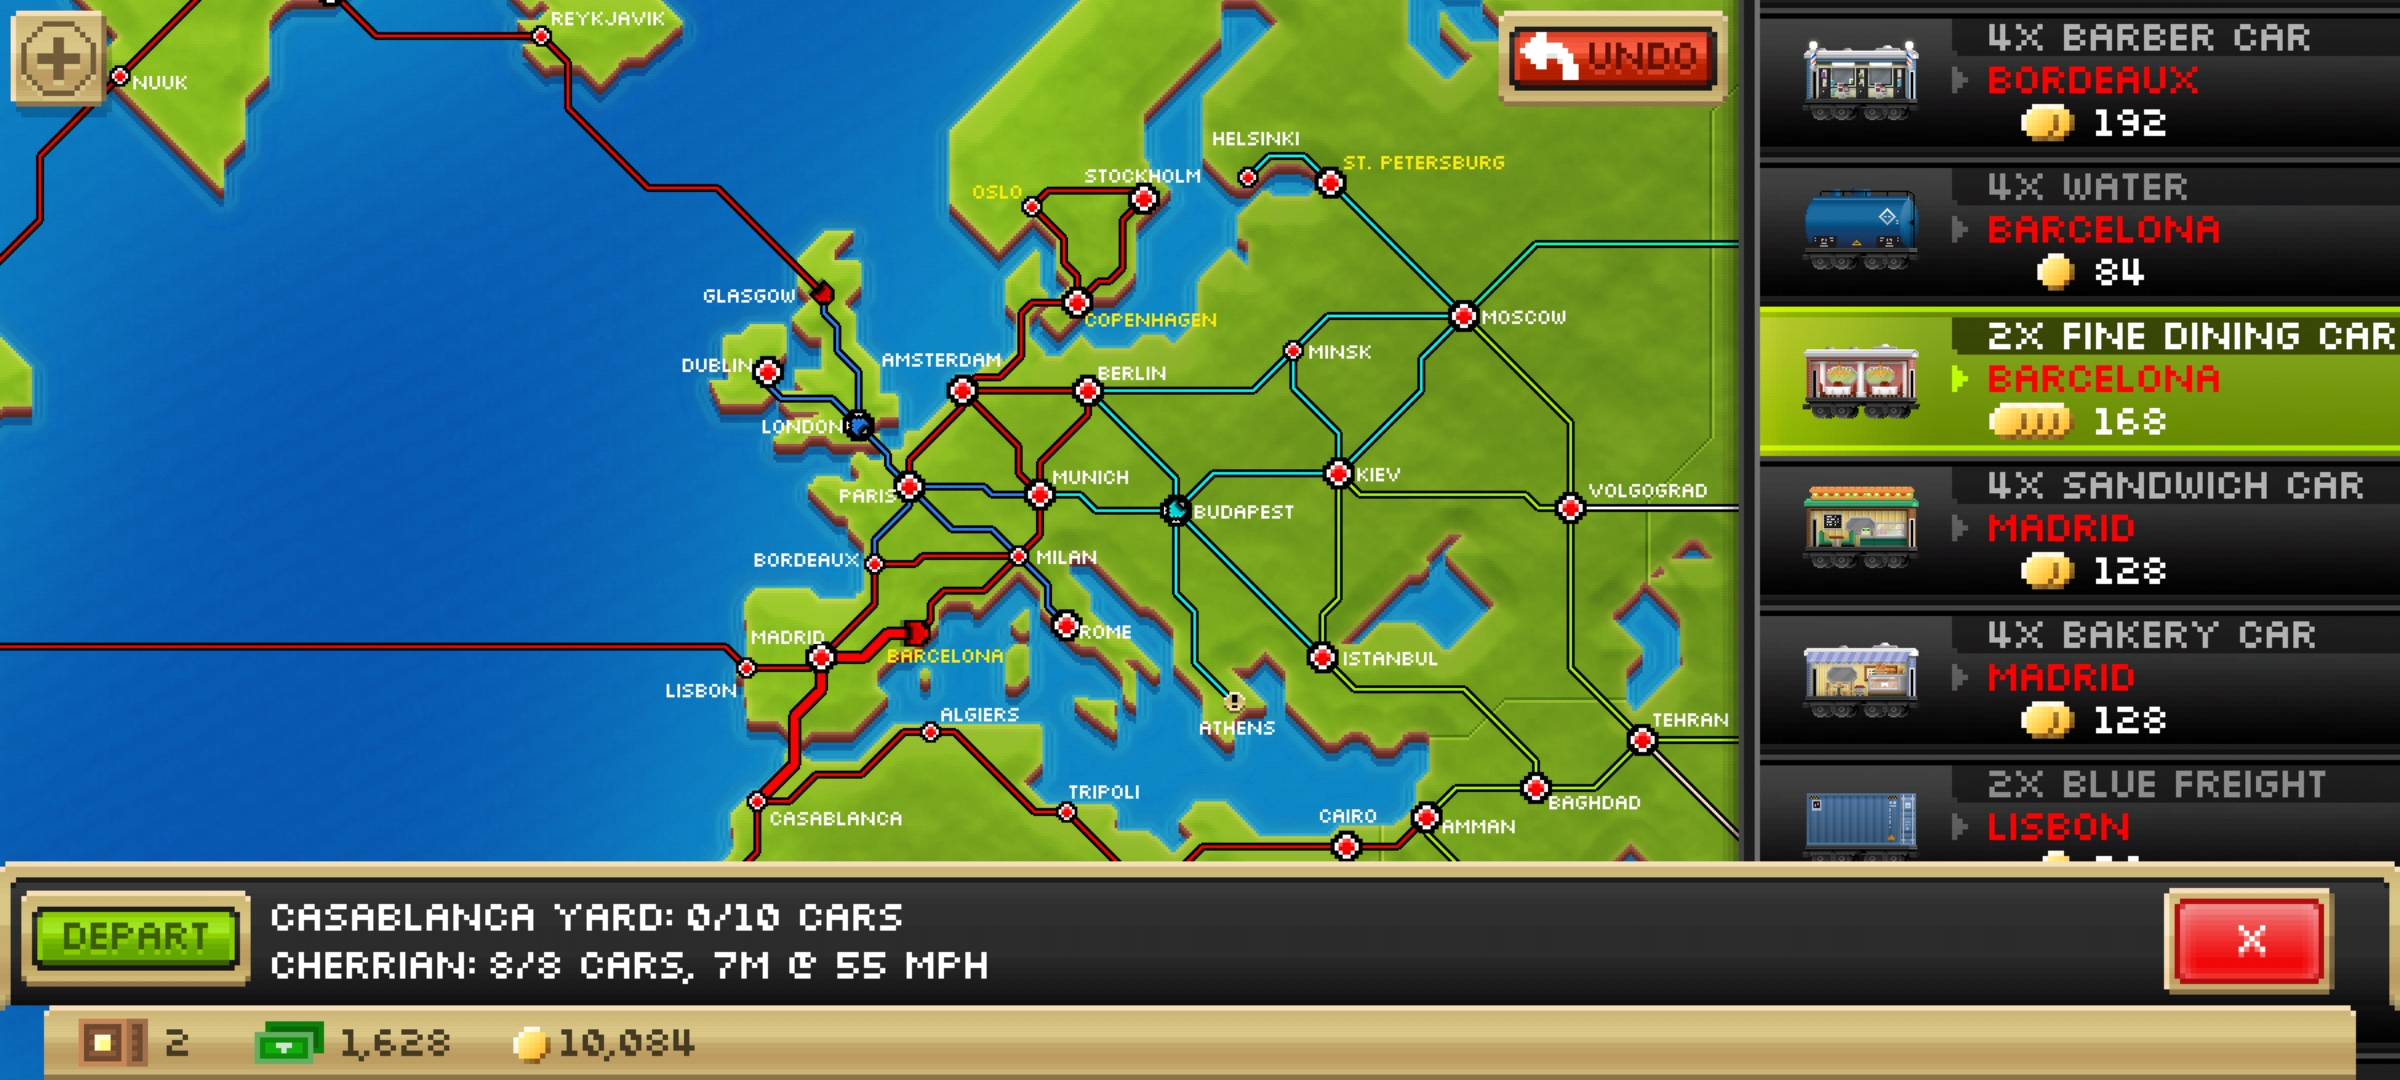 REYKJAVIK
NUUK
UNDO
HELSINKI
ST. PETERSBURG
STOCKHOLM
OSLO
GLASGOW
COPENHAGEN
MOSCOW
MINSK
DUBLIN
AMSTERDAM
BERLIN
LONDON
MUNICH
KIEV
VOLGOGRAD
PARIS
BUDAPEST
BORDEAUX
MILAN
MADRID
ROME
BARCELONA
ISTANBUL
LISBON
ALGIERS
ATHENS
TEHRAN
TRIPOLI
BAGHDAD
CASABLANCA
CAIRO
AMMAN
4X BARBER CAR
BORDEAUX
192
4X WATER
BARCELONA
84
2X FINE DINING CAR
BARCELONA
168
4X SANDWICH CAR
MADRID
128
4X BAKERY CAR
MADRID
128
2X BLUE FREIGHT
LISBON
DEPART
CASABLANCA YARD: 0/10 CARS
CHERRIAN: 8/8 CARS, 7M @ 55 MPH
X
2
1,628
10,084